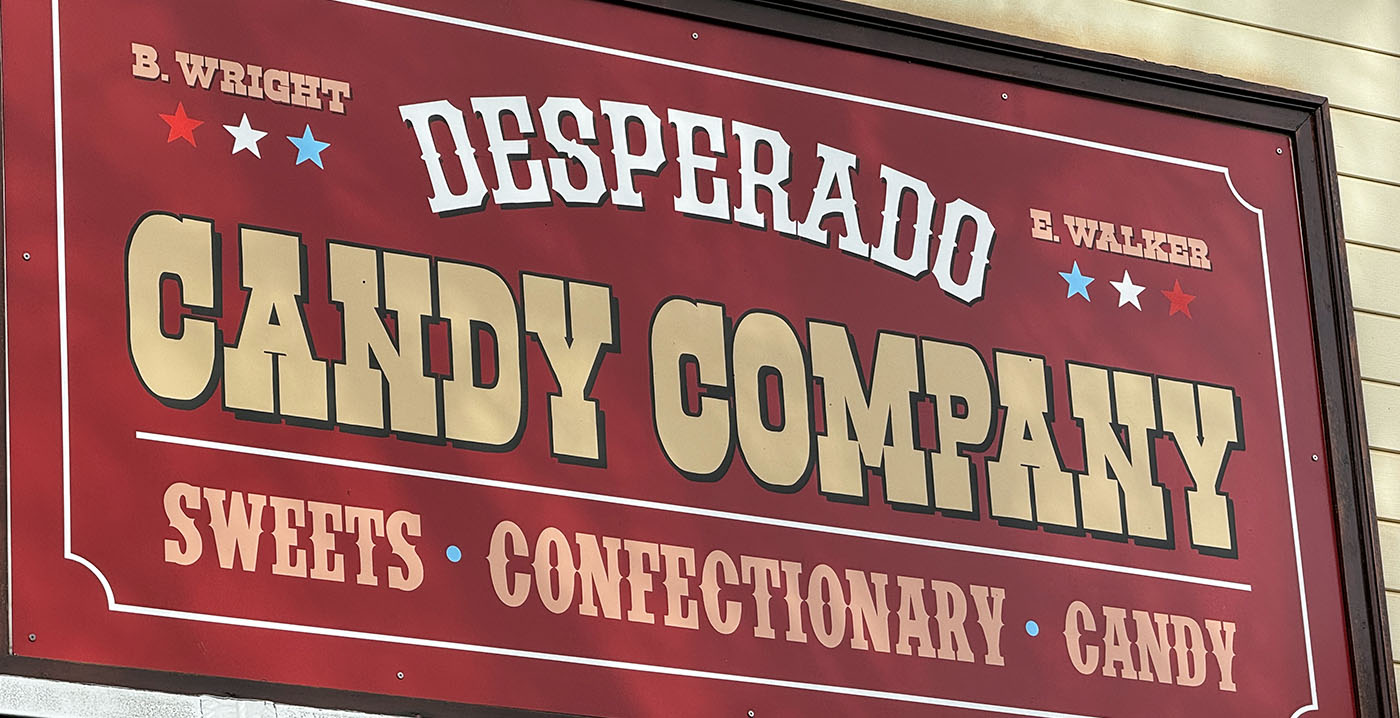 B. WRIGHT
DESPERADO
E. WALKER
CANDY COMPANY
SWEETS · CONFECTIONARY · CANDY